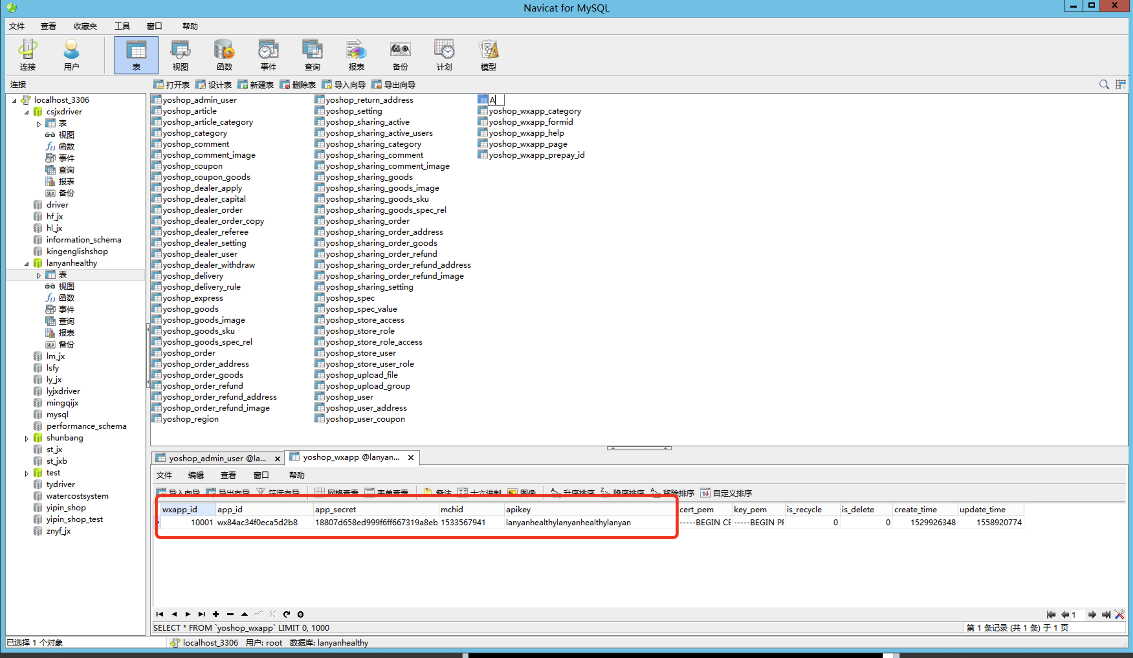 Navicat for MySQL
文件 查看 收藏夹 工具 窗口 帮助
连接 用户 表 视图 函数 事件 查询 报表 备份 计划 模型
连接
打开表 设计表 新建表 删除表 导入向导 导出向导
localhost_3306
csjxdriver
表
视图
函数
事件
查询
报表
备份
driver
hf_jx
hl_jx
information_schema
kingenglishshop
lanyanhealthy
表
视图
函数
事件
查询
报表
备份
lm_jx
lsfy
ly_jx
lyjxdriver
mingqijx
mysql
performance_schema
shunbang
st_jx
st_jxb
test
tydriver
watercostsystem
yipin_shop
yipin_shop_test
znyf_jx
yoshop_admin_user
yoshop_article
yoshop_article_category
yoshop_category
yoshop_comment
yoshop_comment_image
yoshop_coupon
yoshop_coupon_goods
yoshop_dealer_apply
yoshop_dealer_capital
yoshop_dealer_order
yoshop_dealer_order_copy
yoshop_dealer_referee
yoshop_dealer_setting
yoshop_dealer_user
yoshop_dealer_withdraw
yoshop_delivery
yoshop_delivery_rule
yoshop_express
yoshop_goods
yoshop_goods_image
yoshop_goods_sku
yoshop_goods_spec_rel
yoshop_order
yoshop_order_address
yoshop_order_goods
yoshop_order_refund
yoshop_order_refund_address
yoshop_order_refund_image
yoshop_region
yoshop_return_address
yoshop_setting
yoshop_sharing_active
yoshop_sharing_active_users
yoshop_sharing_category
yoshop_sharing_comment
yoshop_sharing_comment_image
yoshop_sharing_goods
yoshop_sharing_goods_image
yoshop_sharing_goods_sku
yoshop_sharing_goods_spec_rel
yoshop_sharing_order
yoshop_sharing_order_address
yoshop_sharing_order_goods
yoshop_sharing_order_refund
yoshop_sharing_order_refund_address
yoshop_sharing_order_refund_image
yoshop_sharing_setting
yoshop_spec
yoshop_spec_value
yoshop_store_access
yoshop_store_role
yoshop_store_role_access
yoshop_store_user
yoshop_store_user_role
yoshop_upload_file
yoshop_upload_group
yoshop_user
yoshop_user_address
yoshop_user_coupon
A
yoshop_wxapp_category
yoshop_wxapp_formid
yoshop_wxapp_help
yoshop_wxapp_page
yoshop_wxapp_prepay_id
yoshop_admin_user @la... yoshop_wxapp @lanyan...
文件 编辑 查看 窗口 帮助
导入向导 导出向导 筛选向导 网格查看 表单查看 备注 十六进制 图像 升序排序 降序排序 移除排序 自定义排序
wxapp_id app_id app_secret mchid apikey cert_pem key_pem is_recycle is_delete create_time update_time
10001 wx84ac34f0eca5d2b8 18807d658ed999f6ff667319a8eb 1533567941 lanyanhealthylanyanhealthylanyan -----BEGIN CE -----BEGIN PF 0 0 1529926348 1558920774
1
SELECT * FROM `yoshop_wxapp` LIMIT 0, 1000 第 1 条记录 (共 1 条) 于 1 页
已选择 1 个对象 localhost_3306 用户: root 数据库: lanyanhealthy